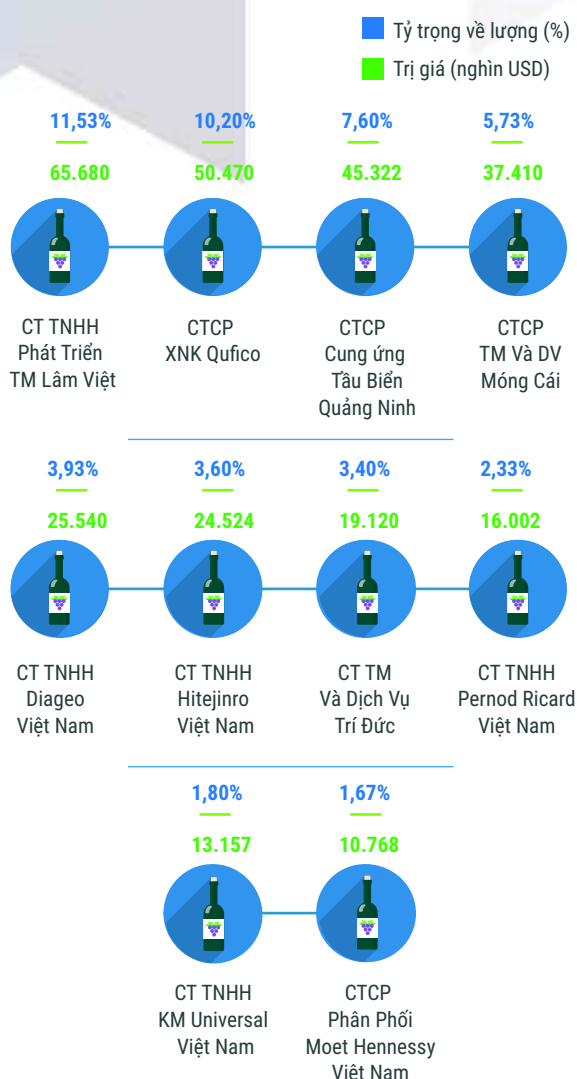 Tỷ trọng về lượng (%)
Trị giá (nghìn USD)
11,53%
65.680
10,20%
50.470
7,60%
45.322
5,73%
37.410
CT TNHH
Phát Triển
TM Lâm Việt
CTCP
XNK Qufico
CTCP
Cung ứng
Tầu Biển
Quảng Ninh
CTCP
TM Và DV
Móng Cái
3,93%
25.540
3,60%
24.524
3,40%
19.120
2,33%
16.002
CT TNHH
Diageo
Việt Nam
CT TNHH
Hitejinro
Việt Nam
CT TM
Và Dịch Vụ
Trí Đức
CT TNHH
Pernod Ricard
Việt Nam
1,80%
13.157
1,67%
10.768
CT TNHH
KM Universal
Việt Nam
CTCP
Phân Phối
Moet Hennessy
Việt Nam